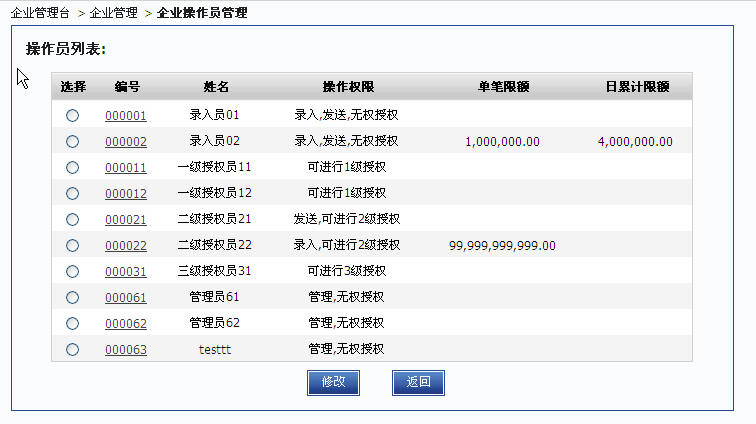 企业管理台 > 企业管理 > 企业操作员管理
操作员列表:
选择 编号 姓名 操作权限 单笔限额 日累计限额
000001 录入员01 录入,发送,无权授权
000002 录入员02 录入,发送,无权授权 1,000,000.00 4,000,000.00
000011 一级授权员11 可进行1级授权
000012 一级授权员12 可进行1级授权
000021 二级授权员21 发送,可进行2级授权
000022 二级授权员22 录入,可进行2级授权 99,999,999,999.00
000031 三级授权员31 可进行3级授权
000061 管理员61 管理,无权授权
000062 管理员62 管理,无权授权
000063 testtt 管理,无权授权
修改 返回